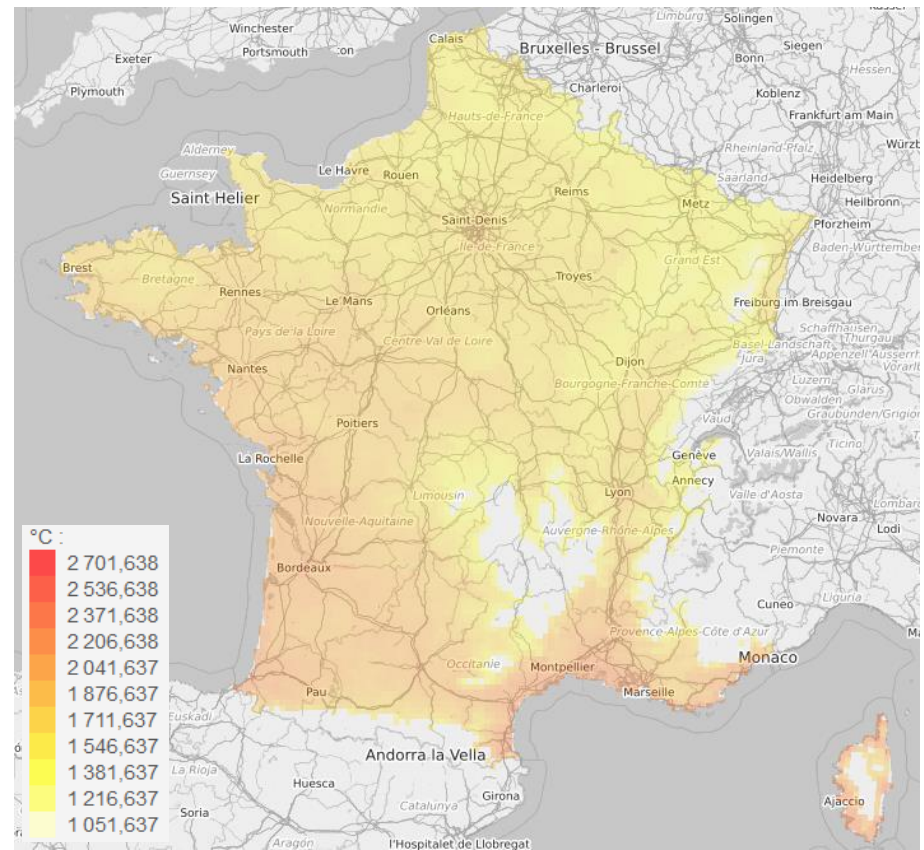 Limburg
Solingen
Winchester
Calais
Bruxelles - Brussel
Siegen
Exeter
Portsmouth
Bonn
Hessen
Plymouth
Charleroi
Koblenz
Hauts-de-France
Frankfurt am Main
Alderney
Le Havre
Rouen
Reims
Rheinland-Pfalz
Guernsey
Saarland
Heidelberg
Saint Helier
Normandie
Metz
Heilbronn
Saint-Denis
Pforzheim
Île-de-France
Baden-Württember
Brest
Bretagne
Troyes
Grand Est
Rennes
Le Mans
Orléans
Freiburg im Breisgau
Pays de la Loire
Centre-Val de Loire
Schaffhausen
Thurgau
Nantes
Dijon
Basel-Landschaft
Jura
Appenzell Ausserrh
Bourgogne-Franche-Comté
Luzern
Glarus
Obwalden
Vaud
Graubünden/Grigion
Poitiers
Ticino
La Rochelle
Genève
Valais/Wallis
Limousin
Annecy
Lyon
Valle d'Aosta
Lombard
Nouvelle-Aquitaine
Auvergne-Rhône-Alpes
Novara
Lodi
Piemonte
Bordeaux
Cuneo
Liguria
Provence-Alpes-Côte d'Azur
Occitanie
Montpellier
Monaco
Pau
Marseille
Euskadi
Andorra la Vella
La Rioja
Huesca
Girona
Soria
Catalunya
Ajaccio
Aragón
l'Hospitalet de Llobregat
°C :
2 701,638
2 536,638
2 371,638
2 206,638
2 041,637
1 876,637
1 711,637
1 546,637
1 381,637
1 216,637
1 051,637